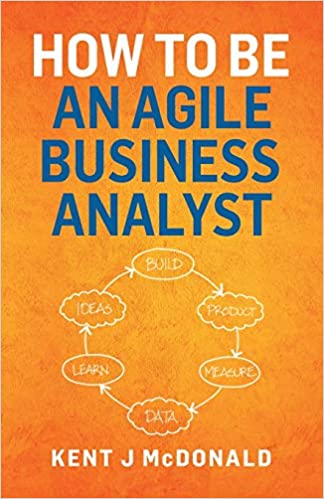 HOW TO BE
AN AGILE
BUSINESS
ANALYST
BUILD
IDEAS
PRODUCT
LEARN
MEASURE
DATA
KENT J McDONALD